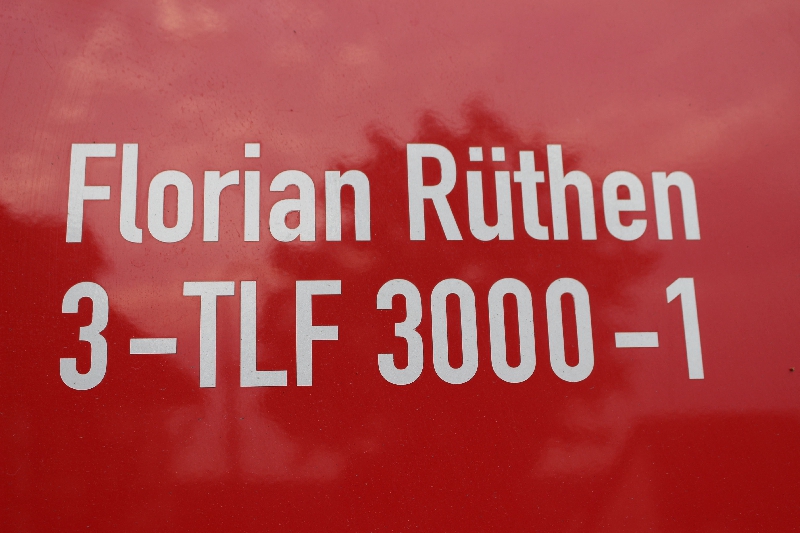 Florian Rüthen
3-TLF 3000-1